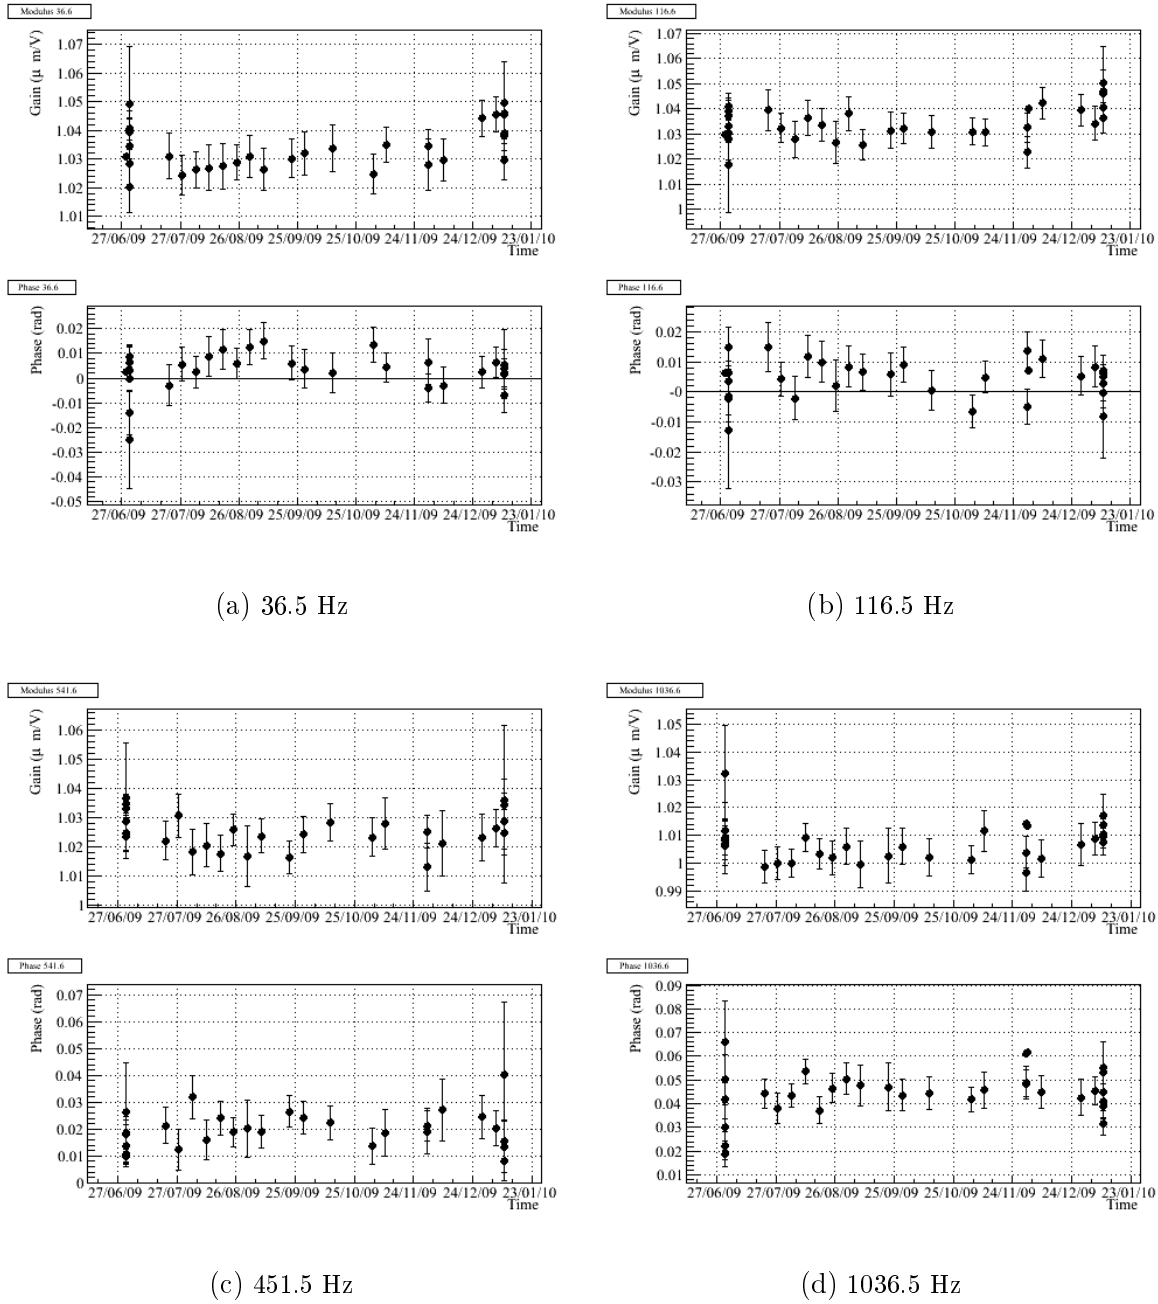 Modulus 36.6
Gain (μ m/V)
1.07
1.06
1.05
1.04
1.03
1.02
1.01
27/06/09 27/07/09 26/08/09 25/09/09 25/10/09 24/11/09 24/12/09 23/01/10
Time
Phase 36.6
Phase (rad)
0.02
0.01
0
-0.01
-0.02
-0.03
-0.04
-0.05
27/06/09 27/07/09 26/08/09 25/09/09 25/10/09 24/11/09 24/12/09 23/01/10
Time
(a) 36.5 Hz
Modulus 116.6
Gain (μ m/V)
1.07
1.06
1.05
1.04
1.03
1.02
1.01
1
27/06/09 27/07/09 26/08/09 25/09/09 25/10/09 24/11/09 24/12/09 23/01/10
Time
Phase 116.6
Phase (rad)
0.02
0.01
-0
-0.01
-0.02
-0.03
27/06/09 27/07/09 26/08/09 25/09/09 25/10/09 24/11/09 24/12/09 23/01/10
Time
(b) 116.5 Hz
Modulus 541.6
Gain (μ m/V)
1.06
1.05
1.04
1.03
1.02
1.01
1
27/06/09 27/07/09 26/08/09 25/09/09 25/10/09 24/11/09 24/12/09 23/01/10
Time
Phase 541.6
Phase (rad)
0.07
0.06
0.05
0.04
0.03
0.02
0.01
0
27/06/09 27/07/09 26/08/09 25/09/09 25/10/09 24/11/09 24/12/09 23/01/10
Time
(c) 451.5 Hz
Modulus 1036.6
Gain (μ m/V)
1.05
1.04
1.03
1.02
1.01
1
0.99
27/06/09 27/07/09 26/08/09 25/09/09 25/10/09 24/11/09 24/12/09 23/01/10
Time
Phase 1036.6
Phase (rad)
0.09
0.08
0.07
0.06
0.05
0.04
0.03
0.02
0.01
27/06/09 27/07/09 26/08/09 25/09/09 25/10/09 24/11/09 24/12/09 23/01/10
Time
(d) 1036.5 Hz